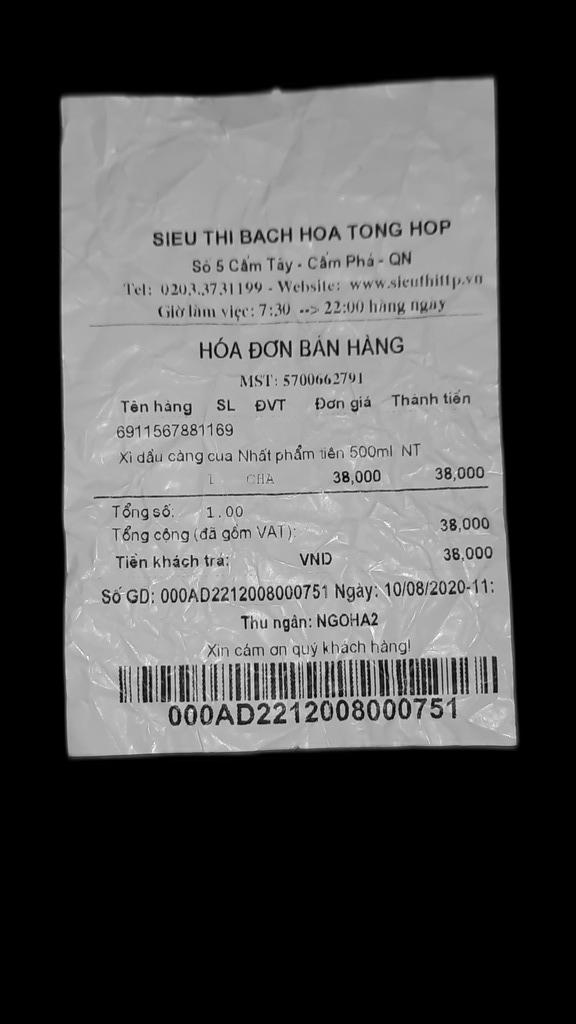 SIEU THI BACH HOA TONG HOP
Số 5 Cẩm Tây - Cẩm Phả - QN
Tel: 0203.3731199 - Website: www.sieuthittp.vn
Giờ làm việc: 7:30 --> 22:00 hàng ngày
HÓA ĐƠN BÁN HÀNG
MST: 5700662791
Tên hàng SL ĐVT Đơn giá Thành tiền
6911567881169
Xì dầu càng cua Nhất phẩm tiên 500ml NT
1 CHA 38,000 38,000
Tổng số: 1.00
Tổng cộng (đã gồm VAT): 38,000
Tiền khách trả: VND 38,000
Số GD: 000AD2212008000751 Ngày: 10/08/2020-11:
Thu ngân: NGOHA2
Xin cám ơn quý khách hàng!
000AD2212008000751